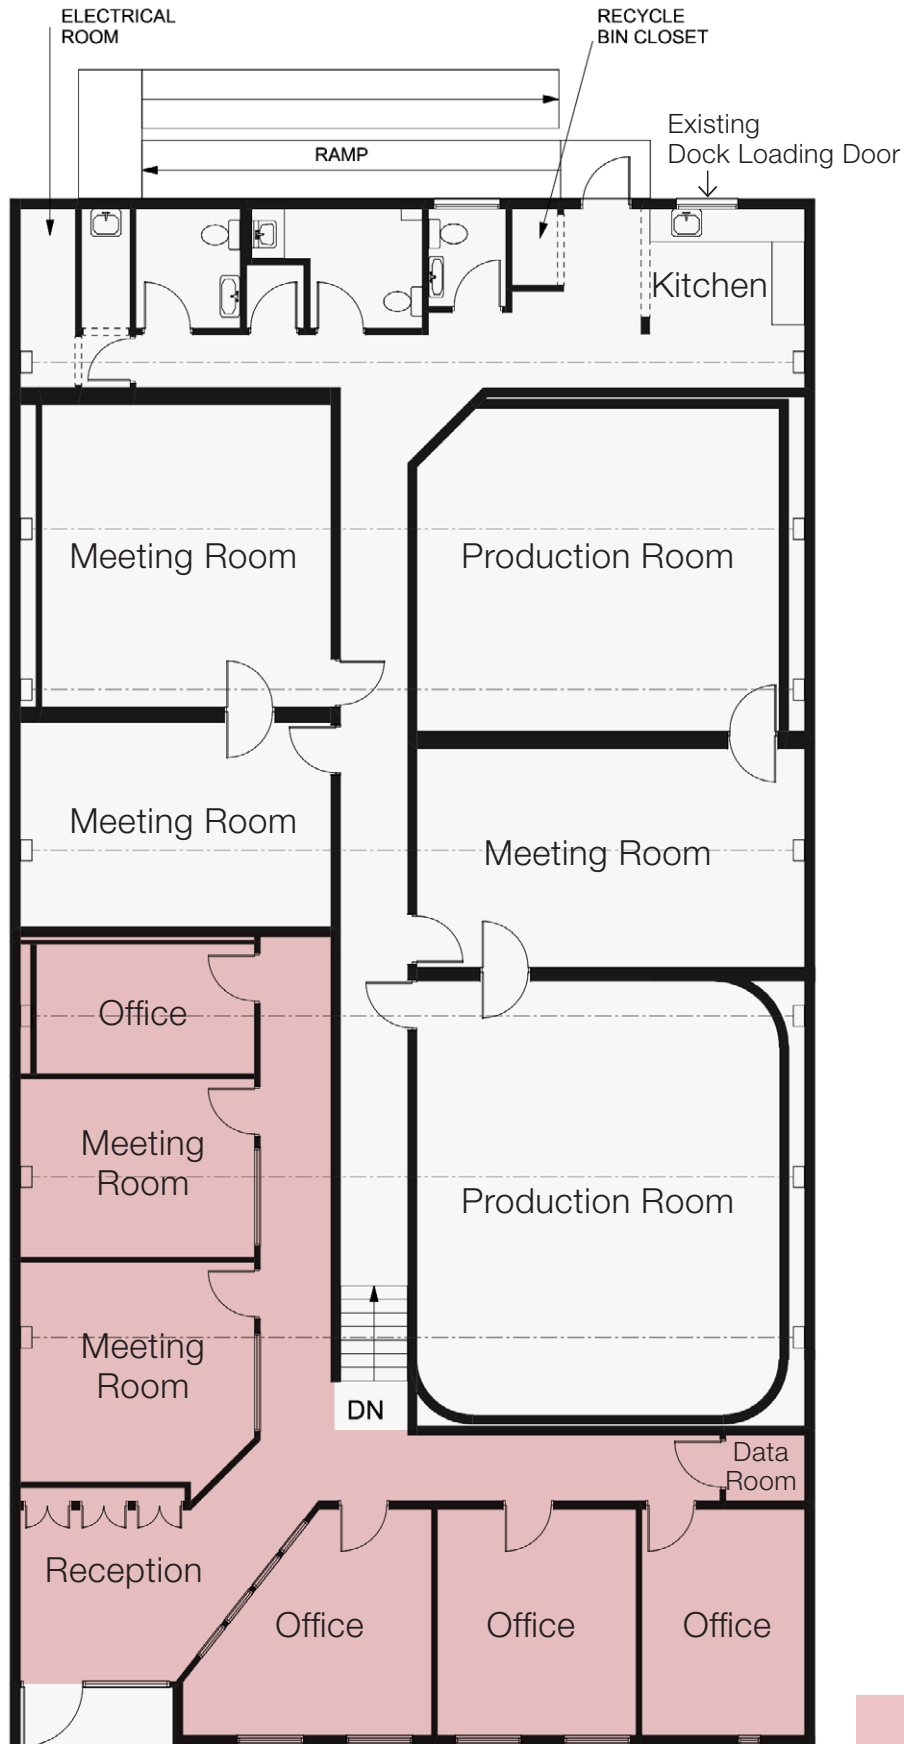 ELECTRICAL
ROOM
RECYCLE
BIN CLOSET
Existing
Dock Loading Door
RAMP
Kitchen
Meeting Room
Production Room
Meeting Room
Meeting Room
Office
Meeting
Room
Production Room
Meeting
Room
DN
Data
Room
Reception
Office
Office
Office